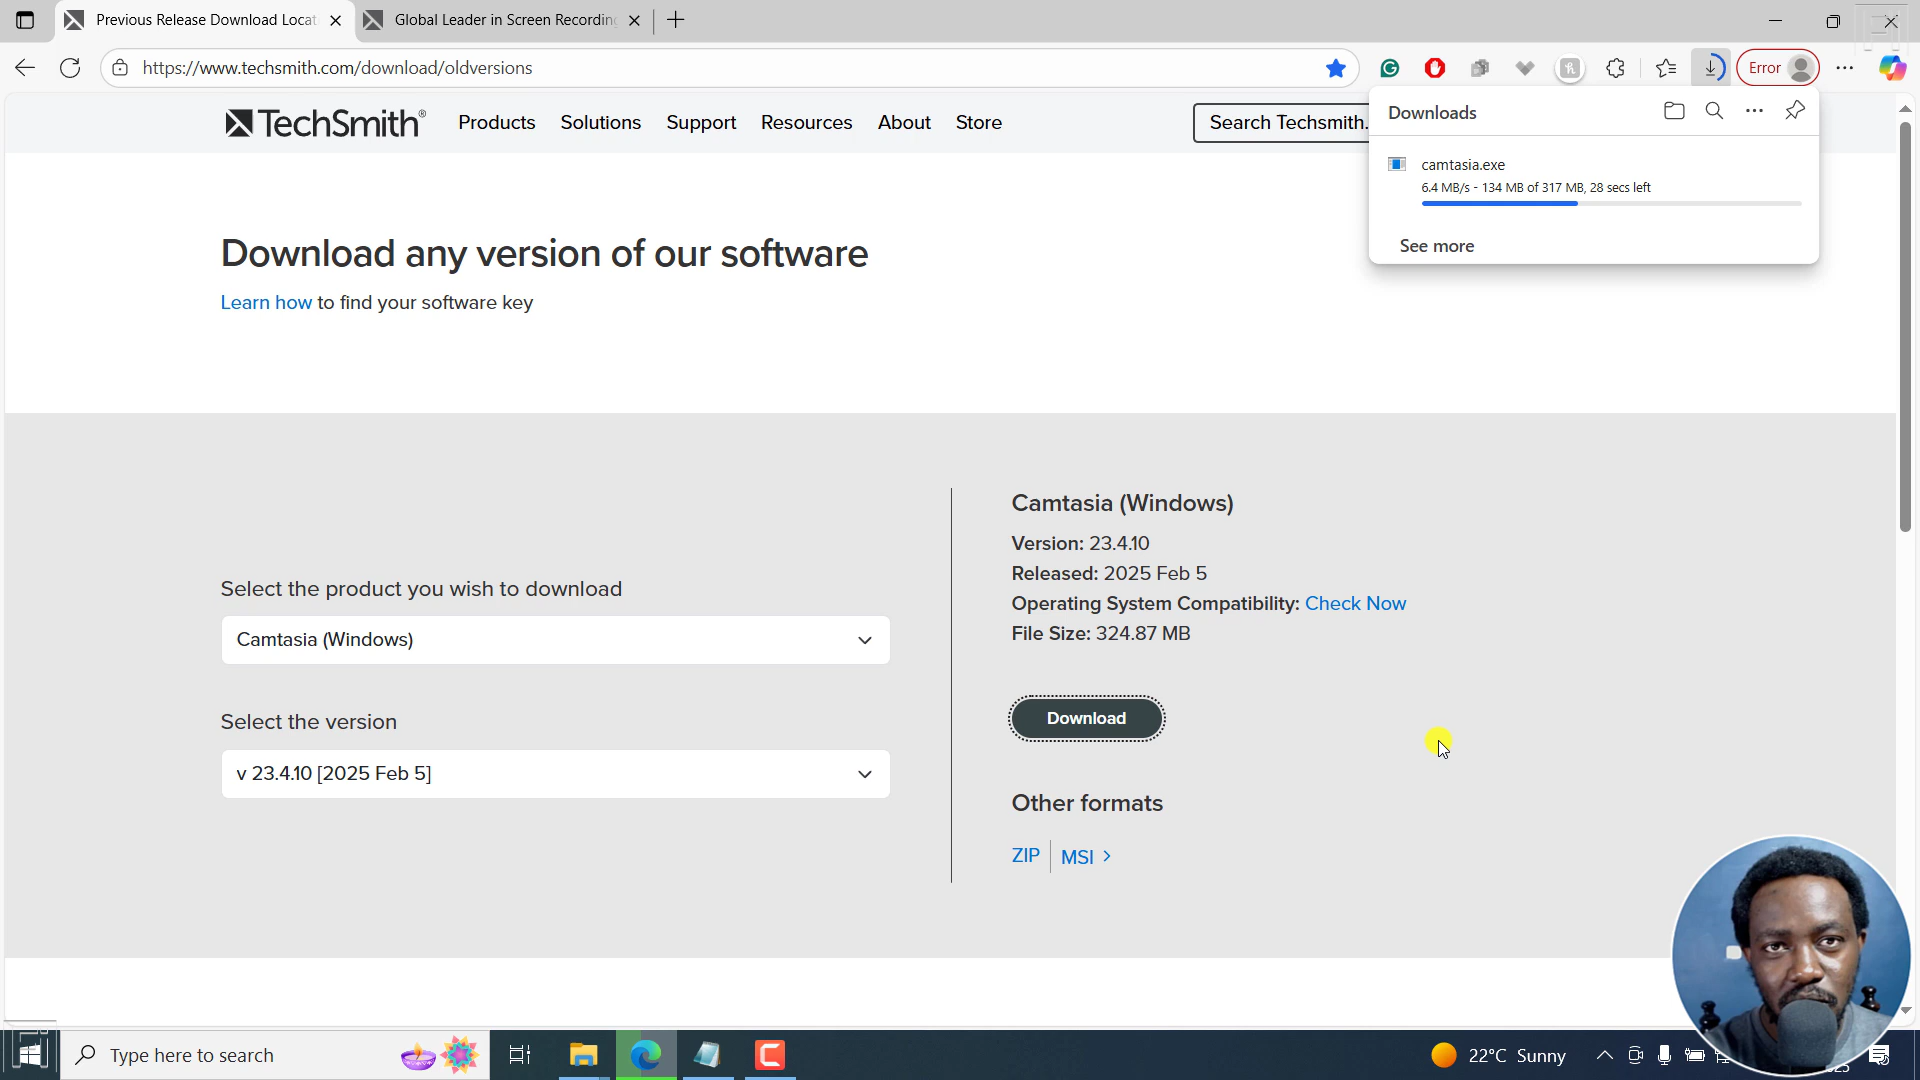 Previous Release Download Locat
Global Leader in Screen Recording
https://www.techsmith.com/download/oldversions
Error
TechSmith®
Products
Solutions
Support
Resources
About
Store
Search Techsmith.
Downloads
camtasia.exe
6.4 MB/s - 134 MB of 317 MB, 28 secs left
See more
Download any version of our software
Learn how to find your software key
Select the product you wish to download
Camtasia (Windows)
Select the version
v 23.4.10 [2025 Feb 5]
Camtasia (Windows)
Version: 23.4.10
Released: 2025 Feb 5
Operating System Compatibility: Check Now
File Size: 324.87 MB
Download
Other formats
ZIP
MSI
Type here to search
22°C Sunny